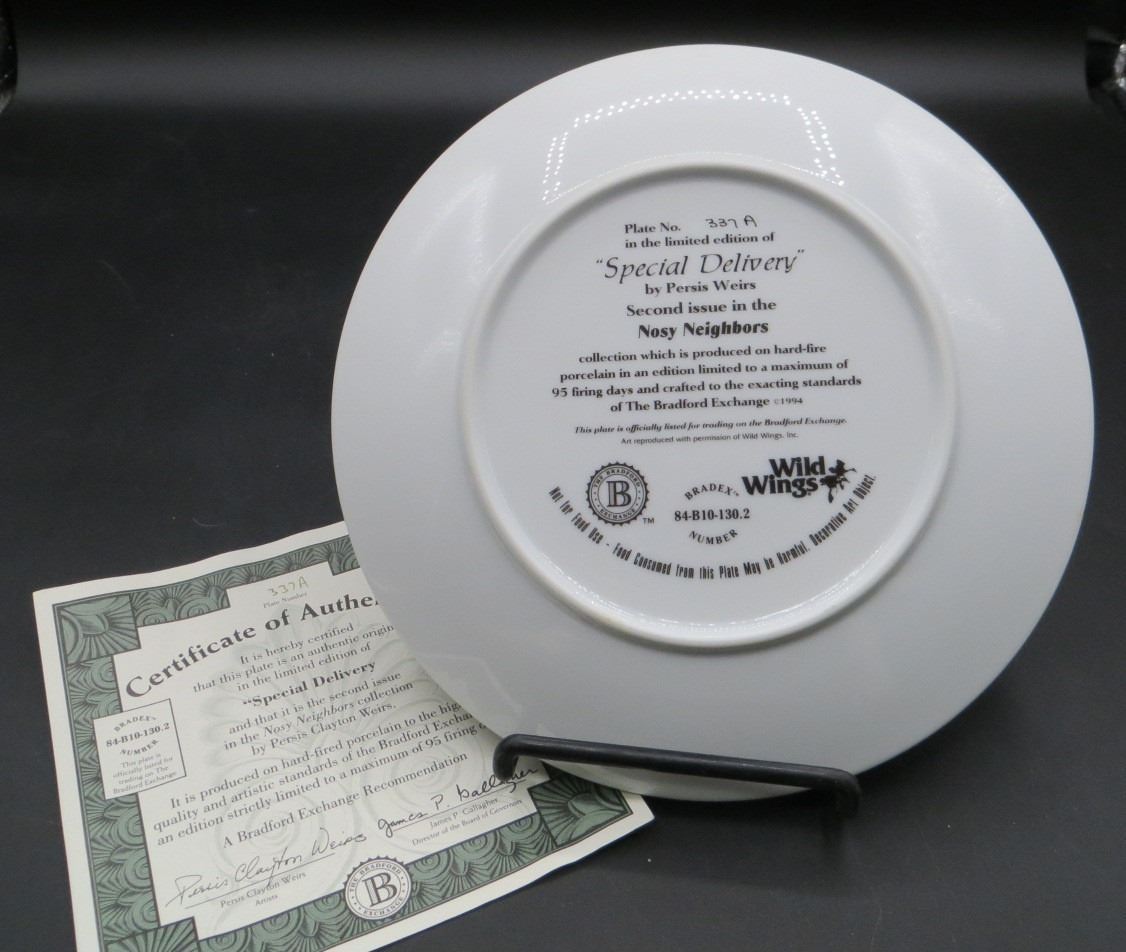 Plate No. 337 A
in the limited edition of
"Special Delivery"
by Persis Weirs
Second issue in the
Nosy Neighbors
collection which is produced on hard-fire
porcelain in an edition limited to a maximum of
95 firing days and crafted to the exacting standards
of The Bradford Exchange ©1994
This plate is officially listed for trading on the Bradford Exchange.
Art reproduced with permission of Wild Wings, Inc.
THE BRADFORD
B
EXCHANGE
TM
BRADEX™
84-B10-130.2
NUMBER
Wild
Wings
Not for Food Use - Food Consumed from this Plate May be Harmful. Decorative Art Object.
337A
Plate Number
Certificate of
It is hereby certified
that this plate is an authentic
in the limited edition of
"Special Delivery
and that it is the second issue
in the Nosy Neighbors collection
by Persis Clayton Weirs.
It is produced on hard-fired porcelain to the
quality and artistic standards of the Bradford
an edition strictly limited to a maximum of 95 firing
A Bradford Exchange Recommendation
BRADEX™
84-B10-130.2
NUMBER
This plate is
officially listed for
trading on The
Bradford Exchange
Persis Clayton Weirs
Persis Clayton Weirs
Artists
James P. Gallagher
James P. Gallagher
Director of the Board of Governors
THE BRADFORD
B
EXCHANGE